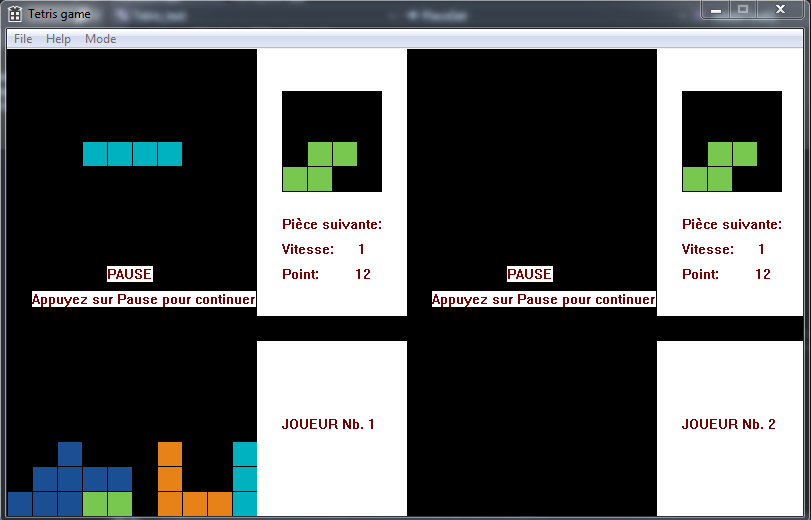 Tetris game
File Help Mode
Pièce suivante:
Vitesse: 1
Point: 12
PAUSE
Appuyez sur Pause pour continuer
JOUEUR Nb. 1
Pièce suivante:
Vitesse: 1
Point: 12
PAUSE
Appuyez sur Pause pour continuer
JOUEUR Nb. 2